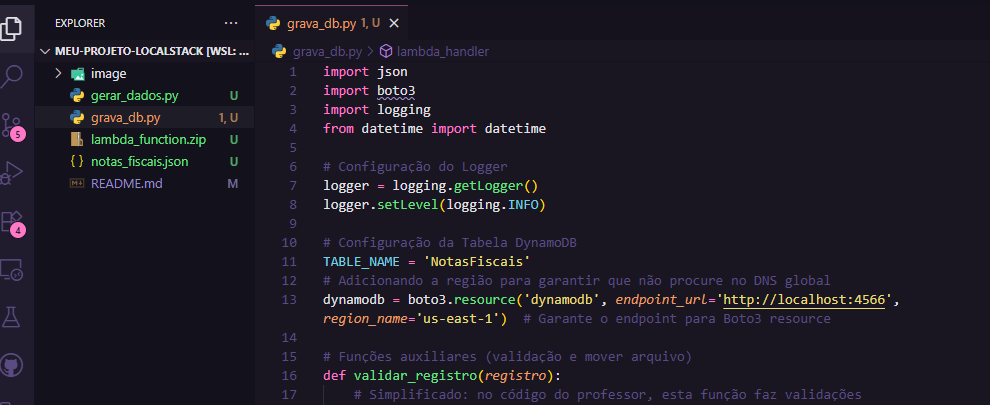 EXPLORER
···
MEU-PROJETO-LOCALSTACK [WSL: ...
image
gerar_dados.py U
grava_db.py 1, U
lambda_function.zip U
{ } notas_fiscais.json U
README.md M
5
4
grava_db.py 1, U ×
grava_db.py > lambda_handler
1 import json
2 import boto3
3 import logging
4 from datetime import datetime
5
6 # Configuração do Logger
7 logger = logging.getLogger()
8 logger.setLevel(logging.INFO)
9
10 # Configuração da Tabela DynamoDB
11 TABLE_NAME = 'NotasFiscais'
12 # Adicionando a região para garantir que não procure no DNS global
13 dynamodb = boto3.resource('dynamodb', endpoint_url='http://localhost:4566',
region_name='us-east-1')  # Garante o endpoint para Boto3 resource
14
15 # Funções auxiliares (validação e mover arquivo)
16 def validar_registro(registro):
17     # Simplificado: no código do professor, esta função faz validações